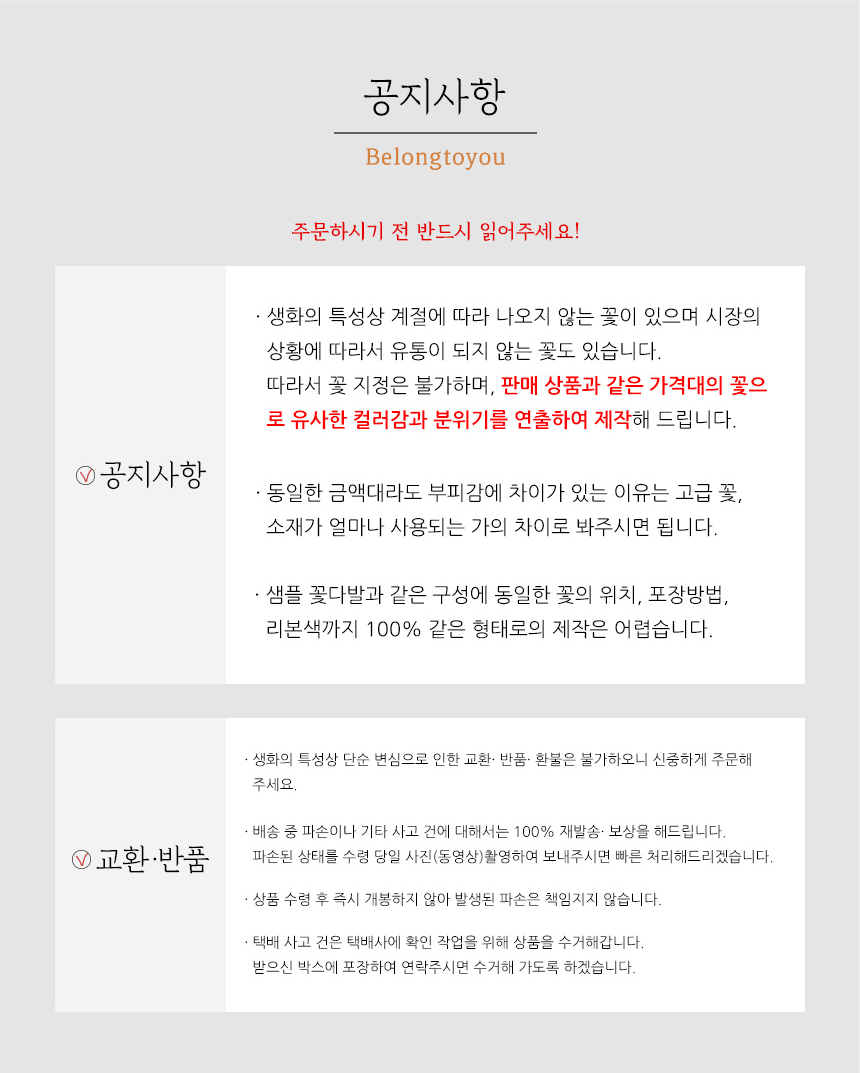 공지사항
Belongtoyou
주문하시기 전 반드시 읽어주세요!
공지사항
· 생화의 특성상 계절에 따라 나오지 않는 꽃이 있으며 시장의
상황에 따라서 유통이 되지 않는 꽃도 있습니다.
따라서 꽃 지정은 불가하며, 판매 상품과 같은 가격대의 꽃으
로 유사한 컬러감과 분위기를 연출하여 제작해 드립니다.
· 동일한 금액대라도 부피감에 차이가 있는 이유는 고급 꽃,
소재가 얼마나 사용되는 가의 차이로 봐주시면 됩니다.
· 샘플 꽃다발과 같은 구성에 동일한 꽃의 위치, 포장방법,
리본색까지 100% 같은 형태로의 제작은 어렵습니다.
교환·반품
· 생화의 특성상 단순 변심으로 인한 교환· 반품· 환불은 불가하오니 신중하게 주문해
주세요.
· 배송 중 파손이나 기타 사고 건에 대해서는 100% 재발송· 보상을 해드립니다.
파손된 상태를 수령 당일 사진(동영상)촬영하여 보내주시면 빠른 처리해드리겠습니다.
· 상품 수령 후 즉시 개봉하지 않아 발생된 파손은 책임지지 않습니다.
· 택배 사고 건은 택배사에 확인 작업을 위해 상품을 수거해갑니다.
받으신 박스에 포장하여 연락주시면 수거해 가도록 하겠습니다.